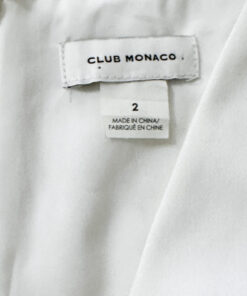 CLUB MONACO
2
MADE IN CHINA/
FABRIQUÉ EN CHINE